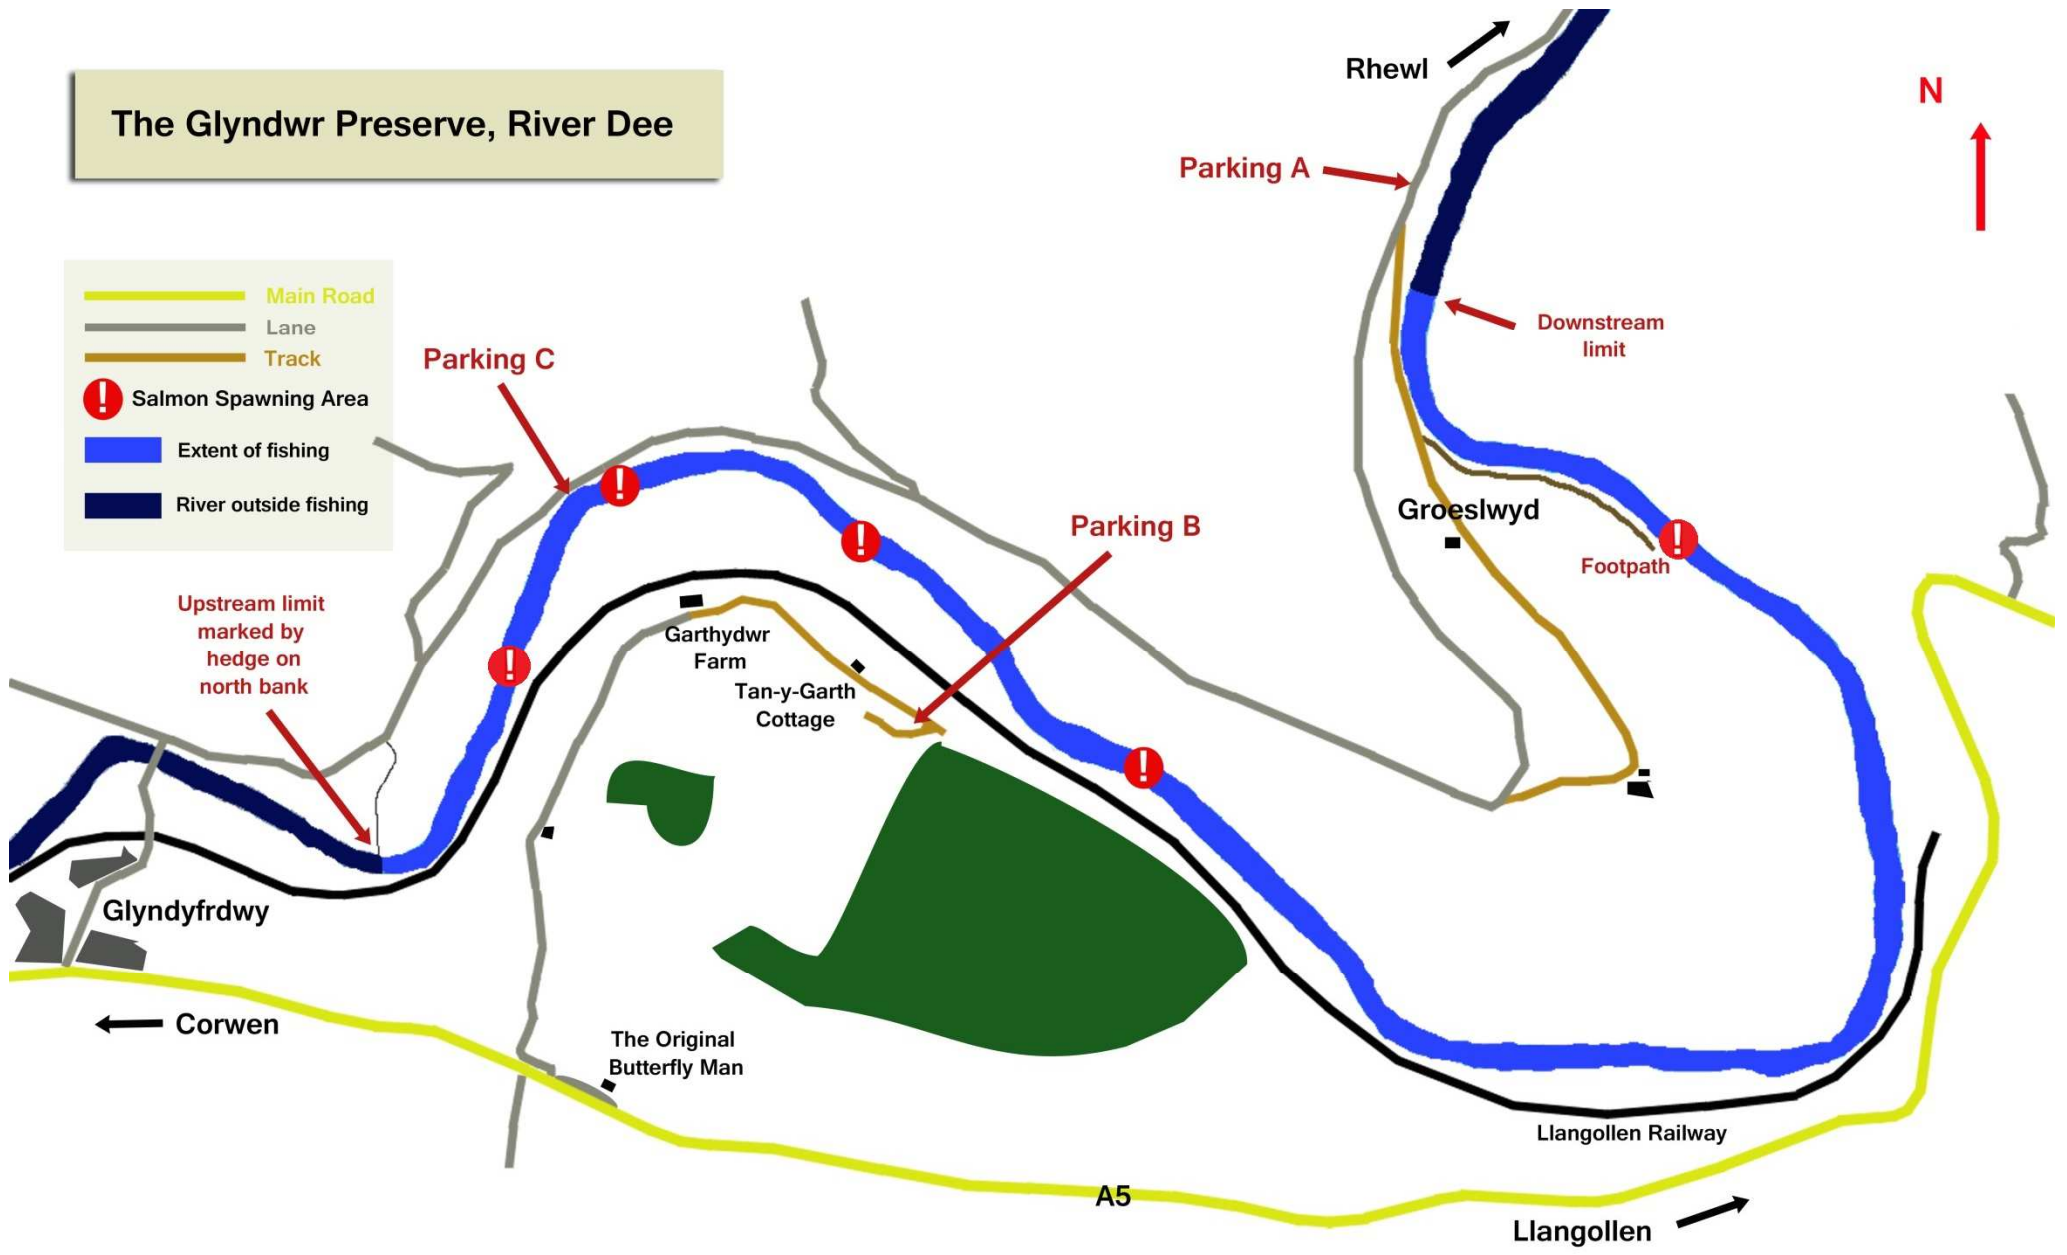 The Glyndwr Preserve, River Dee
Rhewl
N
Parking A
Main Road
Lane
Track
! Salmon Spawning Area
Extent of fishing
River outside fishing
Downstream
limit
Parking C
!
!
Parking B
Groeslwyd
!
Footpath
Upstream limit
marked by
hedge on
north bank
!
Garthydwr
Farm
Tan-y-Garth
Cottage
!
Glyndyfrdwy
Corwen
The Original
Butterfly Man
Llangollen Railway
A5
Llangollen